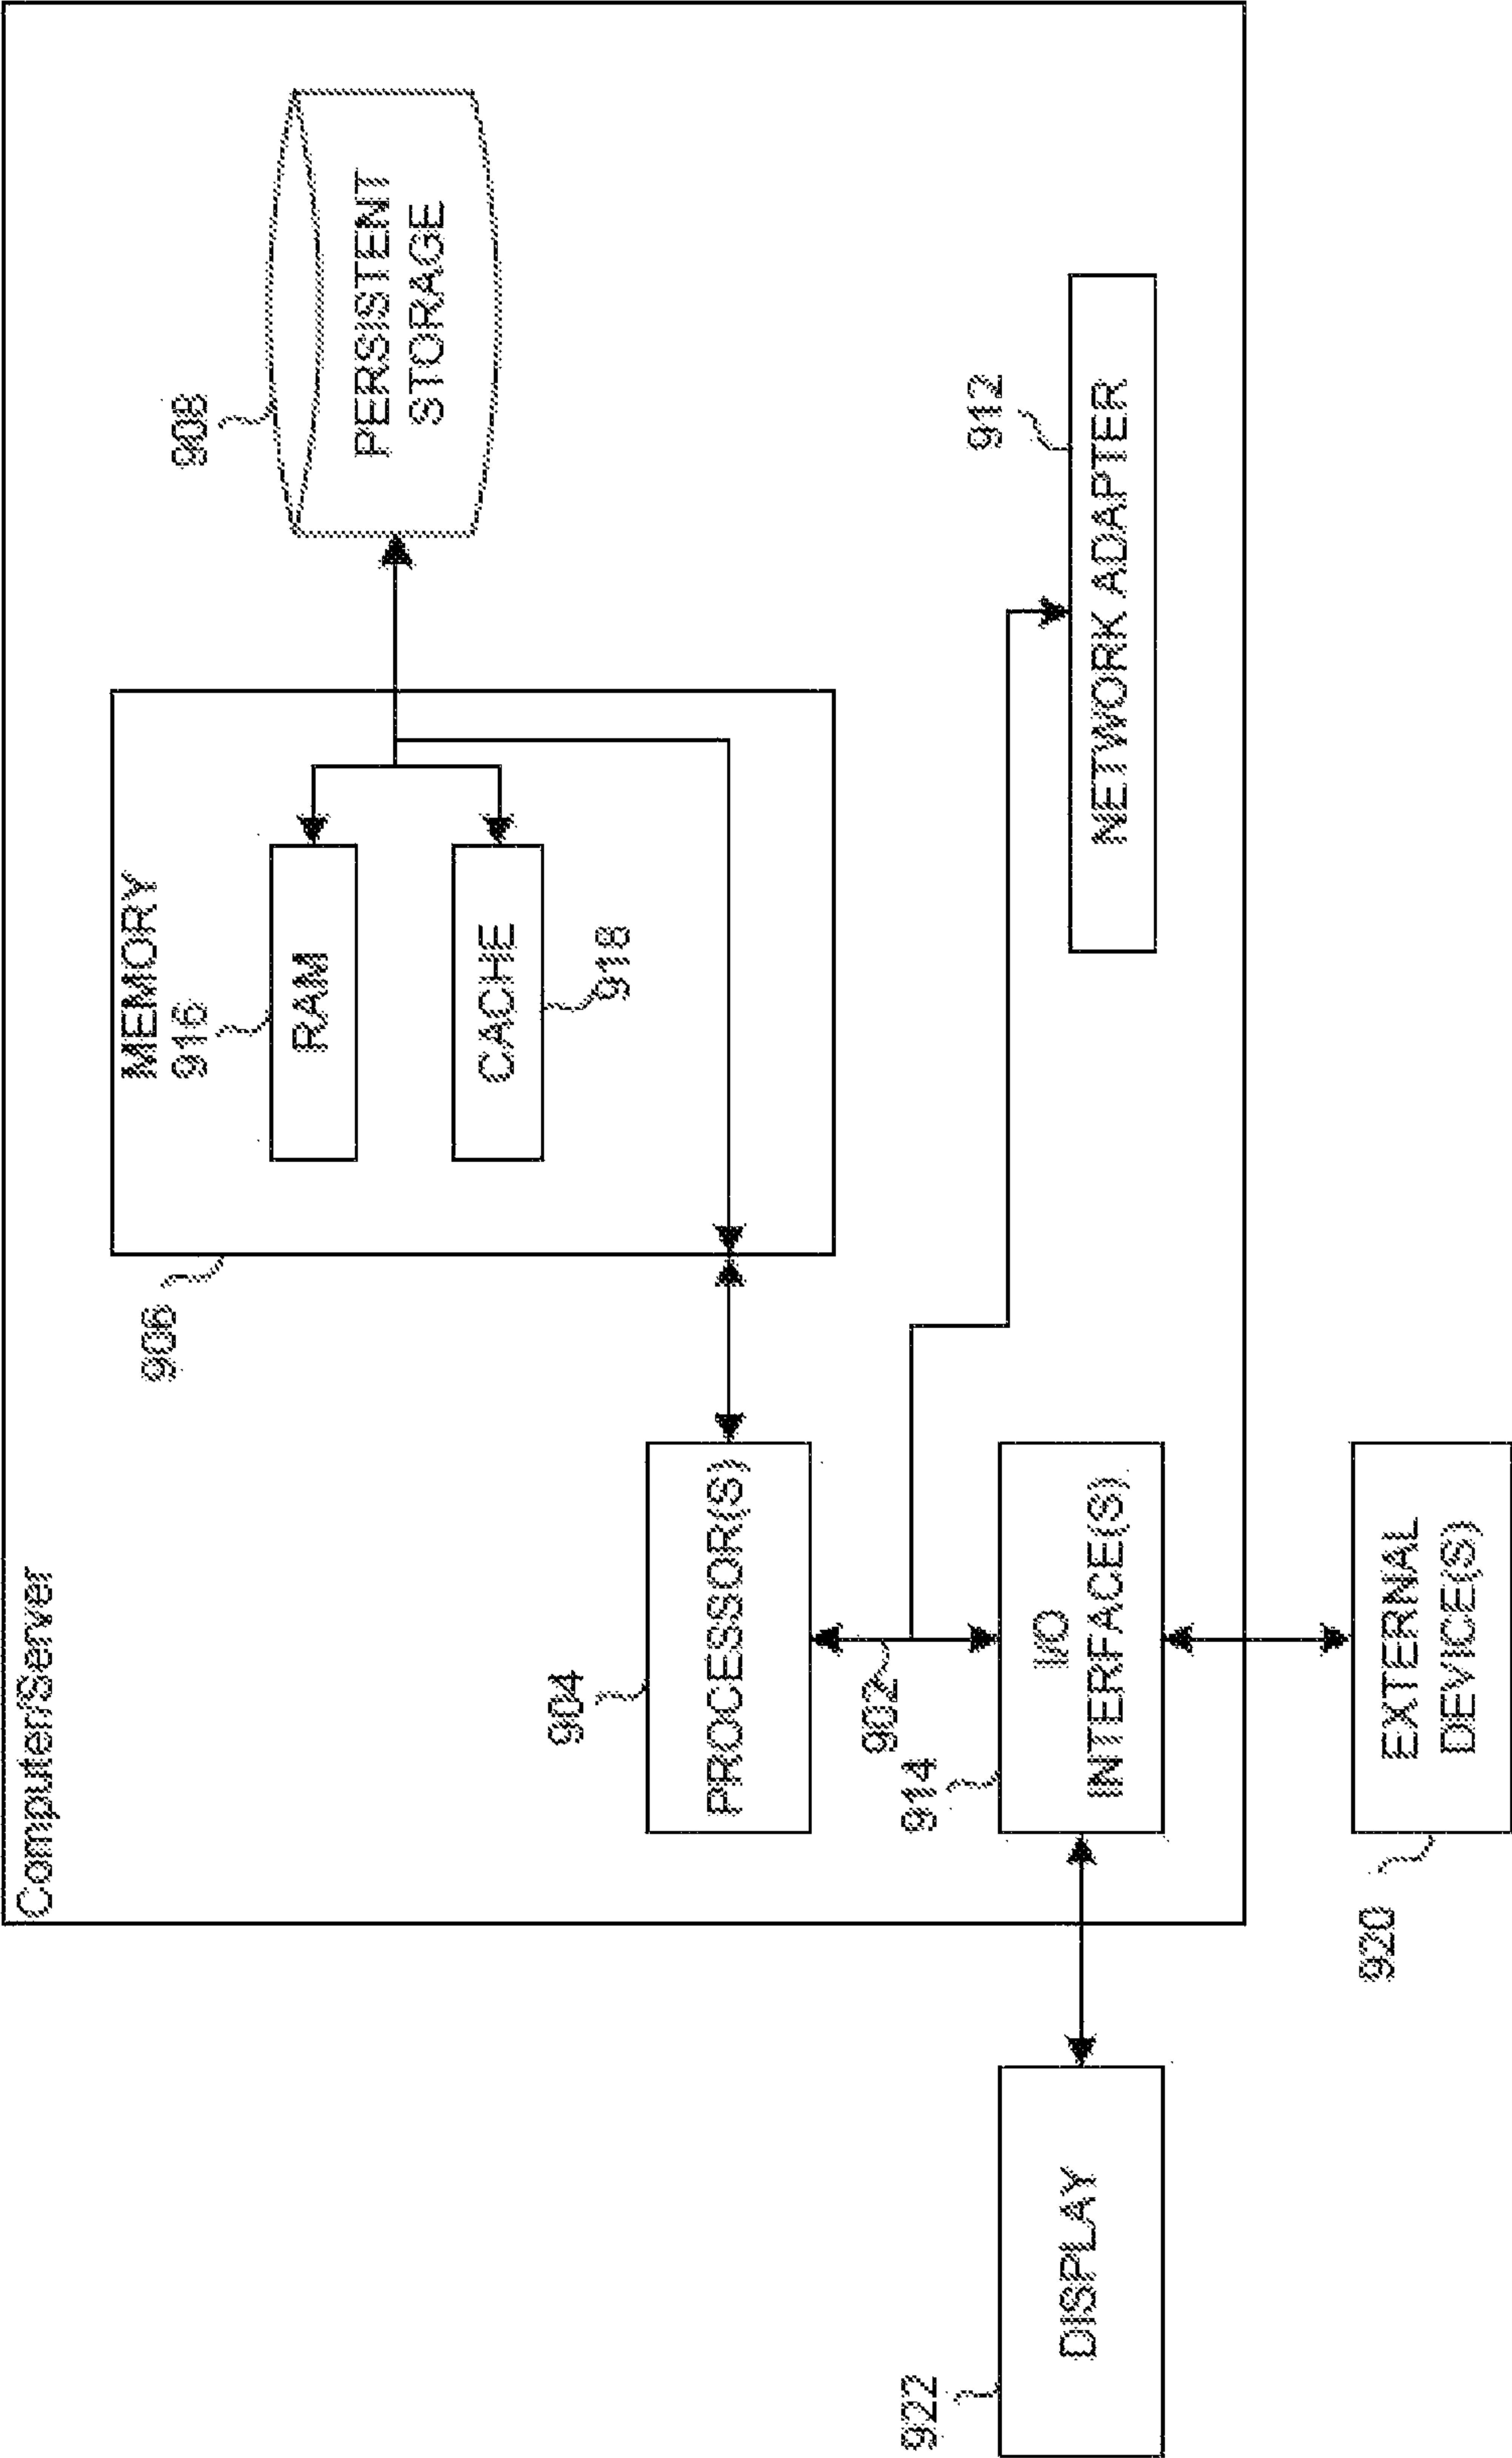 Computer/Server
906
MEMORY
916
RAM
CACHE
918
908
PERSISTENT
STORAGE
904
PROCESSOR(S)
902
922
DISPLAY
914
I/O
INTERFACE(S)
912
NETWORK ADAPTER
920
EXTERNAL
DEVICE(S)